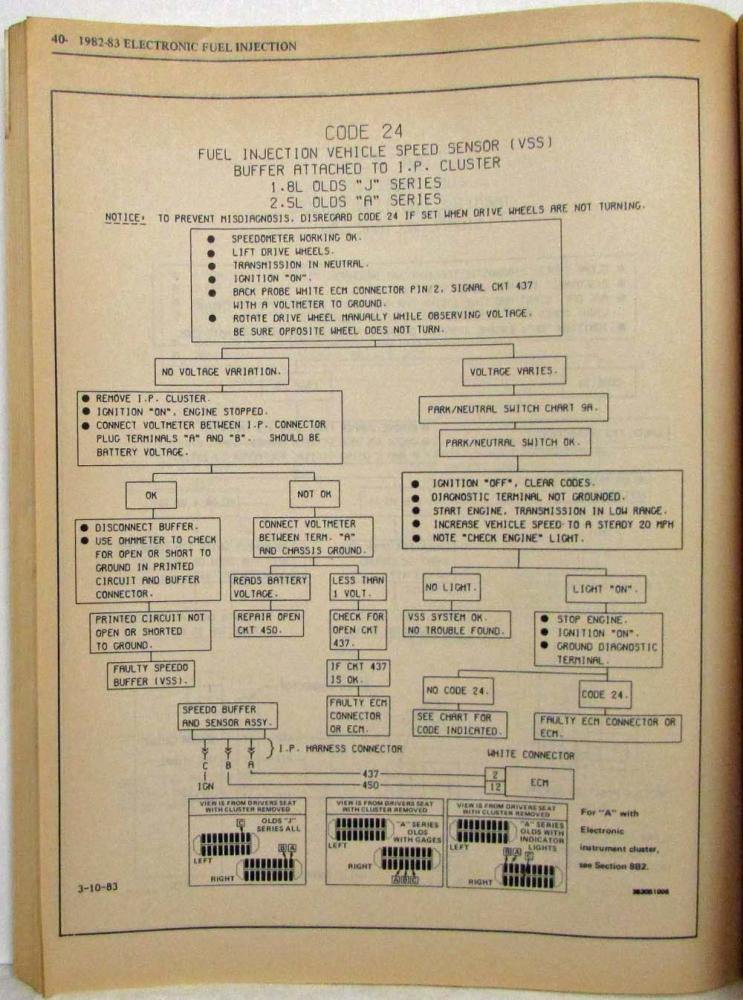 40- 1982-83 ELECTRONIC FUEL INJECTION
CODE 24
FUEL INJECTION VEHICLE SPEED SENSOR (VSS)
BUFFER ATTACHED TO I.P. CLUSTER
1.8L OLDS "J" SERIES
2.5L OLDS "A" SERIES
NOTICE: TO PREVENT MISDIAGNOSIS, DISREGARD CODE 24 IF SET WHEN DRIVE WHEELS ARE NOT TURNING.
● SPEEDOMETER WORKING OK.
● LIFT DRIVE WHEELS.
● TRANSMISSION IN NEUTRAL.
● IGNITION "ON".
● BACK PROBE WHITE ECM CONNECTOR PIN 2, SIGNAL CKT 437
WITH A VOLTMETER TO GROUND.
● ROTATE DRIVE WHEEL MANUALLY WHILE OBSERVING VOLTAGE.
BE SURE OPPOSITE WHEEL DOES NOT TURN.
NO VOLTAGE VARIATION.
VOLTAGE VARIES.
● REMOVE I.P. CLUSTER.
● IGNITION "ON", ENGINE STOPPED.
● CONNECT VOLTMETER BETWEEN I.P. CONNECTOR
PLUG TERMINALS "A" AND "B". SHOULD BE
BATTERY VOLTAGE.
PARK/NEUTRAL SWITCH CHART 9A.
PARK/NEUTRAL SWITCH OK.
OK
NOT OK
● IGNITION "OFF", CLEAR CODES.
● DIAGNOSTIC TERMINAL NOT GROUNDED.
● START ENGINE, TRANSMISSION IN LOW RANGE.
● INCREASE VEHICLE SPEED TO A STEADY 20 MPH
● NOTE "CHECK ENGINE" LIGHT.
● DISCONNECT BUFFER.
● USE OHMMETER TO CHECK
FOR OPEN OR SHORT TO
GROUND IN PRINTED
CIRCUIT AND BUFFER
CONNECTOR.
CONNECT VOLTMETER
BETWEEN TERM. "A"
AND CHASSIS GROUND.
READS BATTERY
VOLTAGE.
LESS THAN
1 VOLT.
NO LIGHT.
LIGHT "ON".
PRINTED CIRCUIT NOT
OPEN OR SHORTED
TO GROUND.
REPAIR OPEN
CKT 450.
CHECK FOR
OPEN CKT
437.
VSS SYSTEM OK.
NO TROUBLE FOUND.
● STOP ENGINE.
● IGNITION "ON".
● GROUND DIAGNOSTIC
TERMINAL.
FAULTY SPEEDO
BUFFER (VSS).
IF CKT 437
IS OK.
NO CODE 24.
CODE 24.
FAULTY ECM
CONNECTOR
OR ECM.
SEE CHART FOR
CODE INDICATED.
FAULTY ECM CONNECTOR OR
ECM.
SPEEDO BUFFER
AND SENSOR ASSY.
I.P. HARNESS CONNECTOR
WHITE CONNECTOR
C B A
IGN
437 2
450 12
ECM
VIEW IS FROM DRIVERS SEAT
WITH CLUSTER REMOVED
C
OLDS "J"
SERIES ALL
LEFT
B A
RIGHT
VIEW IS FROM DRIVERS SEAT
WITH CLUSTER REMOVED
"A" SERIES
OLDS
WITH GAGES
LEFT
RIGHT
A B C
VIEW IS FROM DRIVERS SEAT
WITH CLUSTER REMOVED
"A" SERIES
OLDS WITH
INDICATOR
LIGHTS
LEFT
B A C
RIGHT
For "A" with
Electronic
instrument cluster,
see Section 8B2.
3-10-83